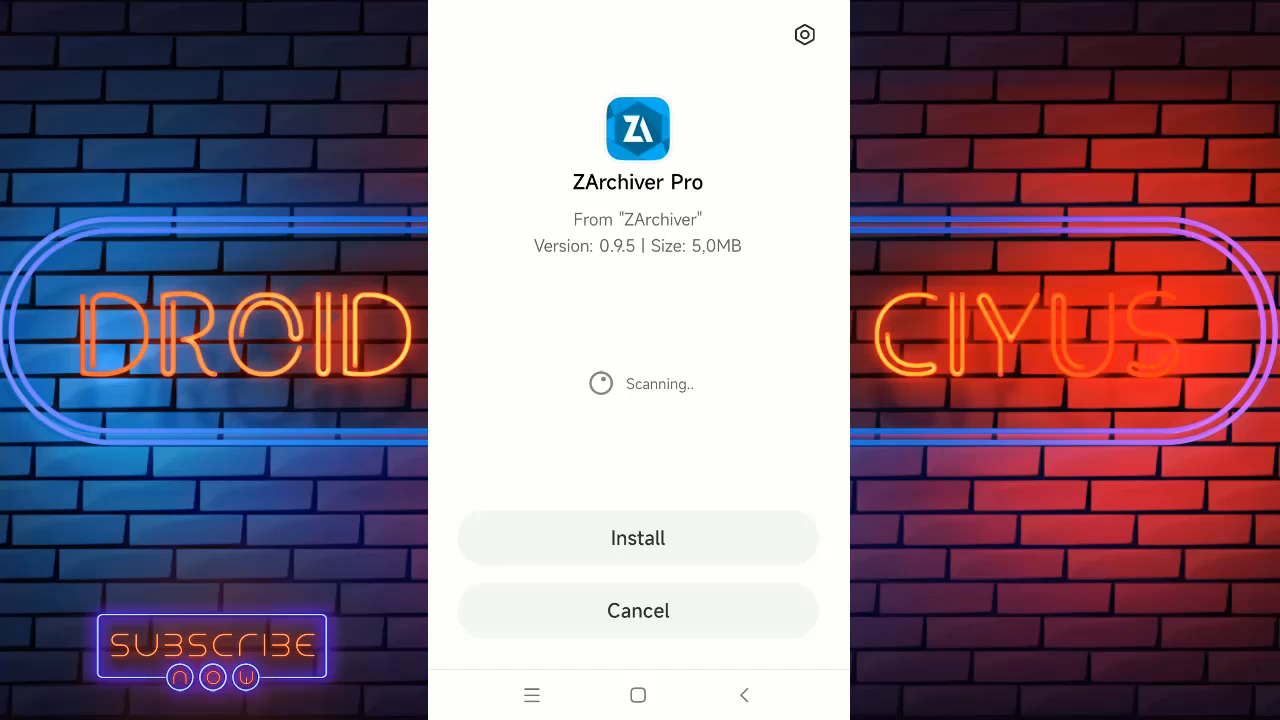 ZA
ZArchiver Pro
From "ZArchiver"
Version: 0.9.5 | Size: 5,0MB
DROID
CIYUS
Scanning..
Install
Cancel
SUBSCRIBE
NOW